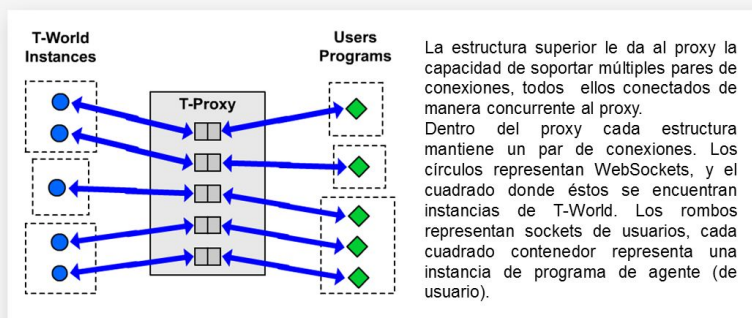 T-World
Instances
Users
Programs
T-Proxy
La estructura superior le da al proxy la
capacidad de soportar múltiples pares de
conexiones, todos ellos conectados de
manera concurrente al proxy.
Dentro del proxy cada estructura
mantiene un par de conexiones. Los
círculos representan WebSockets, y el
cuadrado donde éstos se encuentran
instancias de T-World. Los rombos
representan sockets de usuarios, cada
cuadrado contenedor representa una
instancia de programa de agente (de
usuario).